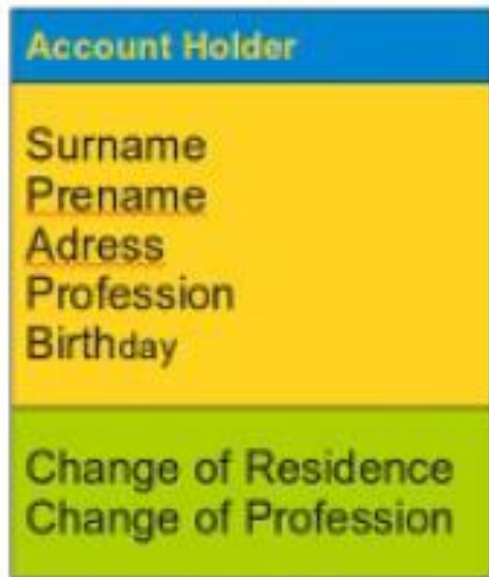 Account Holder
Surname
Prename
Adress
Profession
Birthday
Change of Residence
Change of Profession